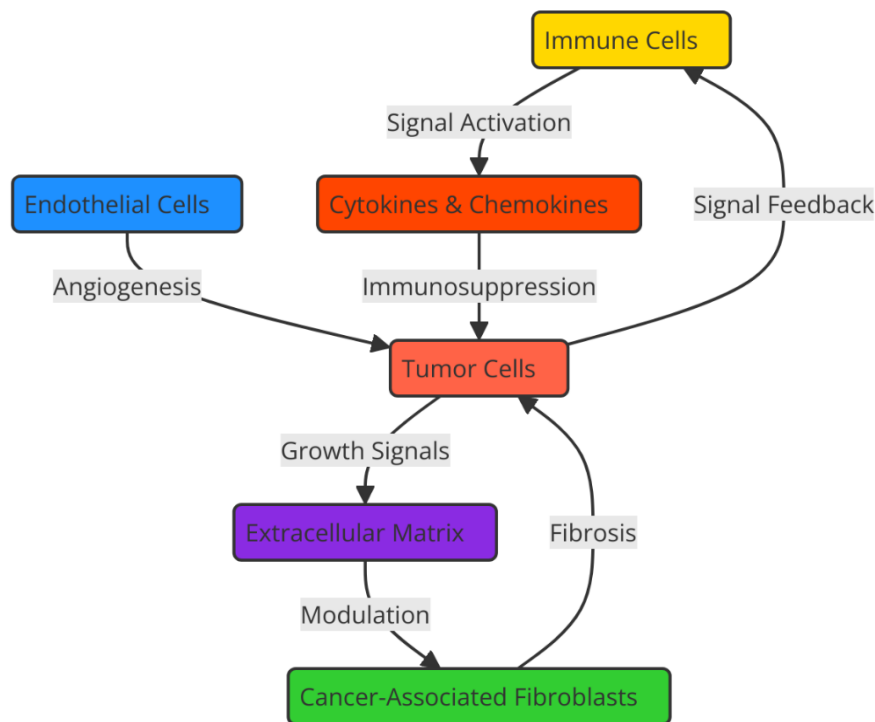 Immune Cells
Signal Activation
Endothelial Cells
Cytokines & Chemokines
Signal Feedback
Angiogenesis
Immunosuppression
Tumor Cells
Growth Signals
Extracellular Matrix
Fibrosis
Modulation
Cancer-Associated Fibroblasts